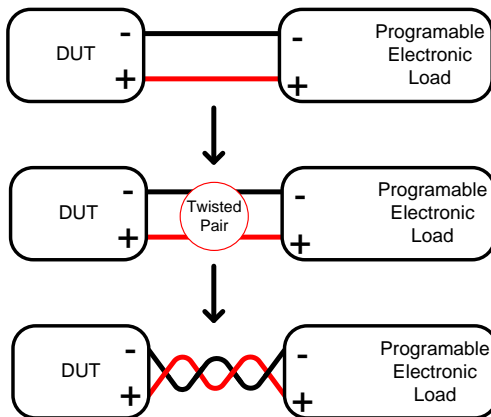 DUT
-
+
-
+
Programable
Electronic
Load
DUT
-
+
Twisted
Pair
-
+
Programable
Electronic
Load
DUT
-
+
-
+
Programable
Electronic
Load